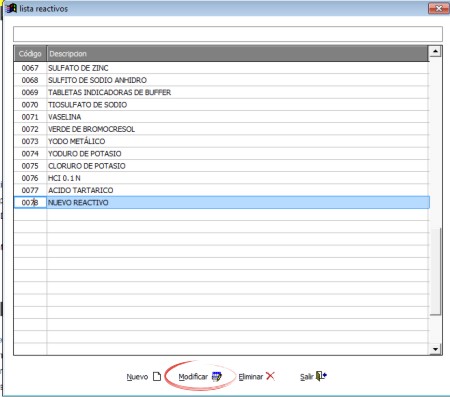 lista reactivos
Código Descripcion
0067 SULFATO DE ZINC
0068 SULFITO DE SODIO ANHIDRO
0069 TABLETAS INDICADORAS DE BUFFER
0070 TIOSULFATO DE SODIO
0071 VASELINA
0072 VERDE DE BROMOCRESOL
0073 YODO METÁLICO
0074 YODURO DE POTASIO
0075 CLORURO DE POTASIO
0076 HCl 0.1 N
0077 ACIDO TARTARICO
0078 NUEVO REACTIVO
Nuevo Modificar Eliminar Salir